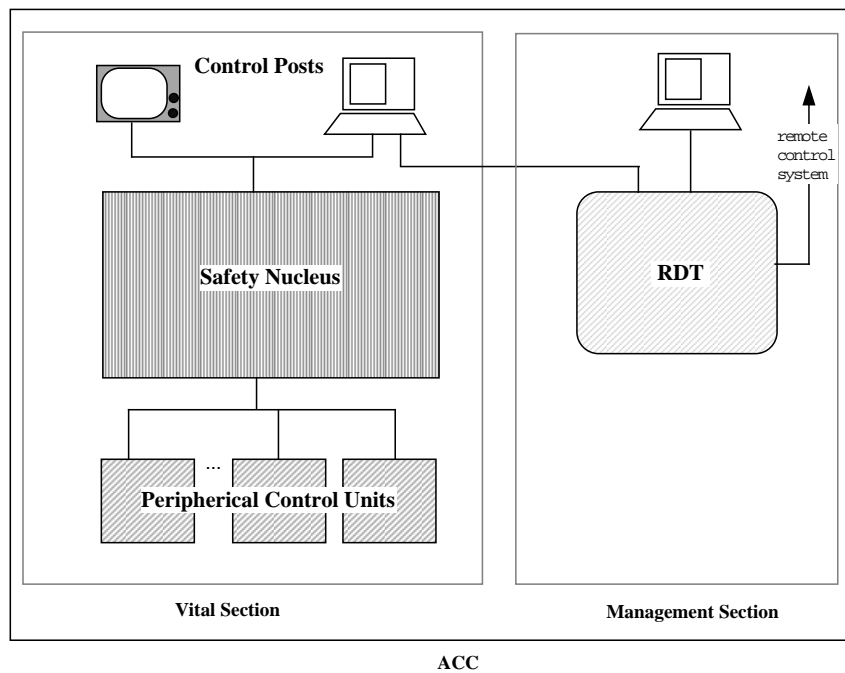 Control Posts
remote
control
system
Safety Nucleus
RDT
...
Peripherical Control Units
Vital Section
Management Section
ACC